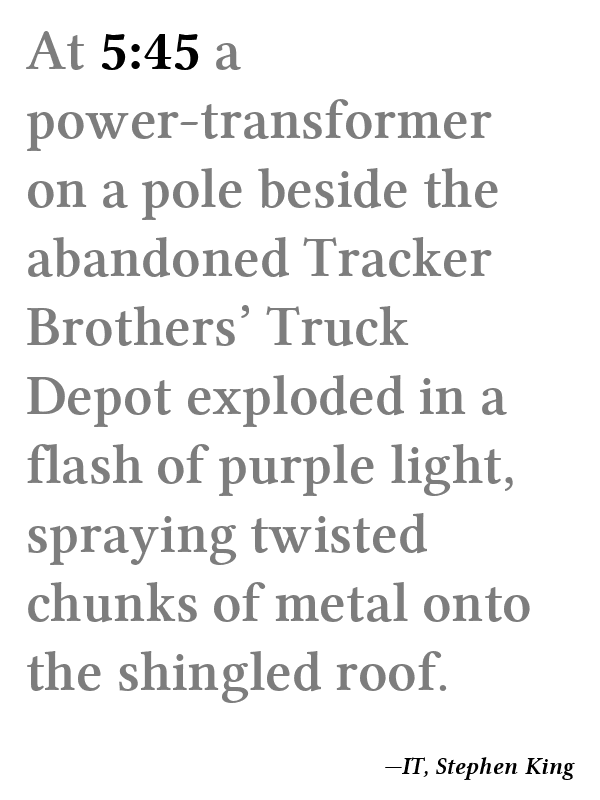 At 5:45 a
power-transformer
on a pole beside the
abandoned Tracker
Brothers’ Truck
Depot exploded in a
flash of purple light,
spraying twisted
chunks of metal onto
the shingled roof.
—IT, Stephen King